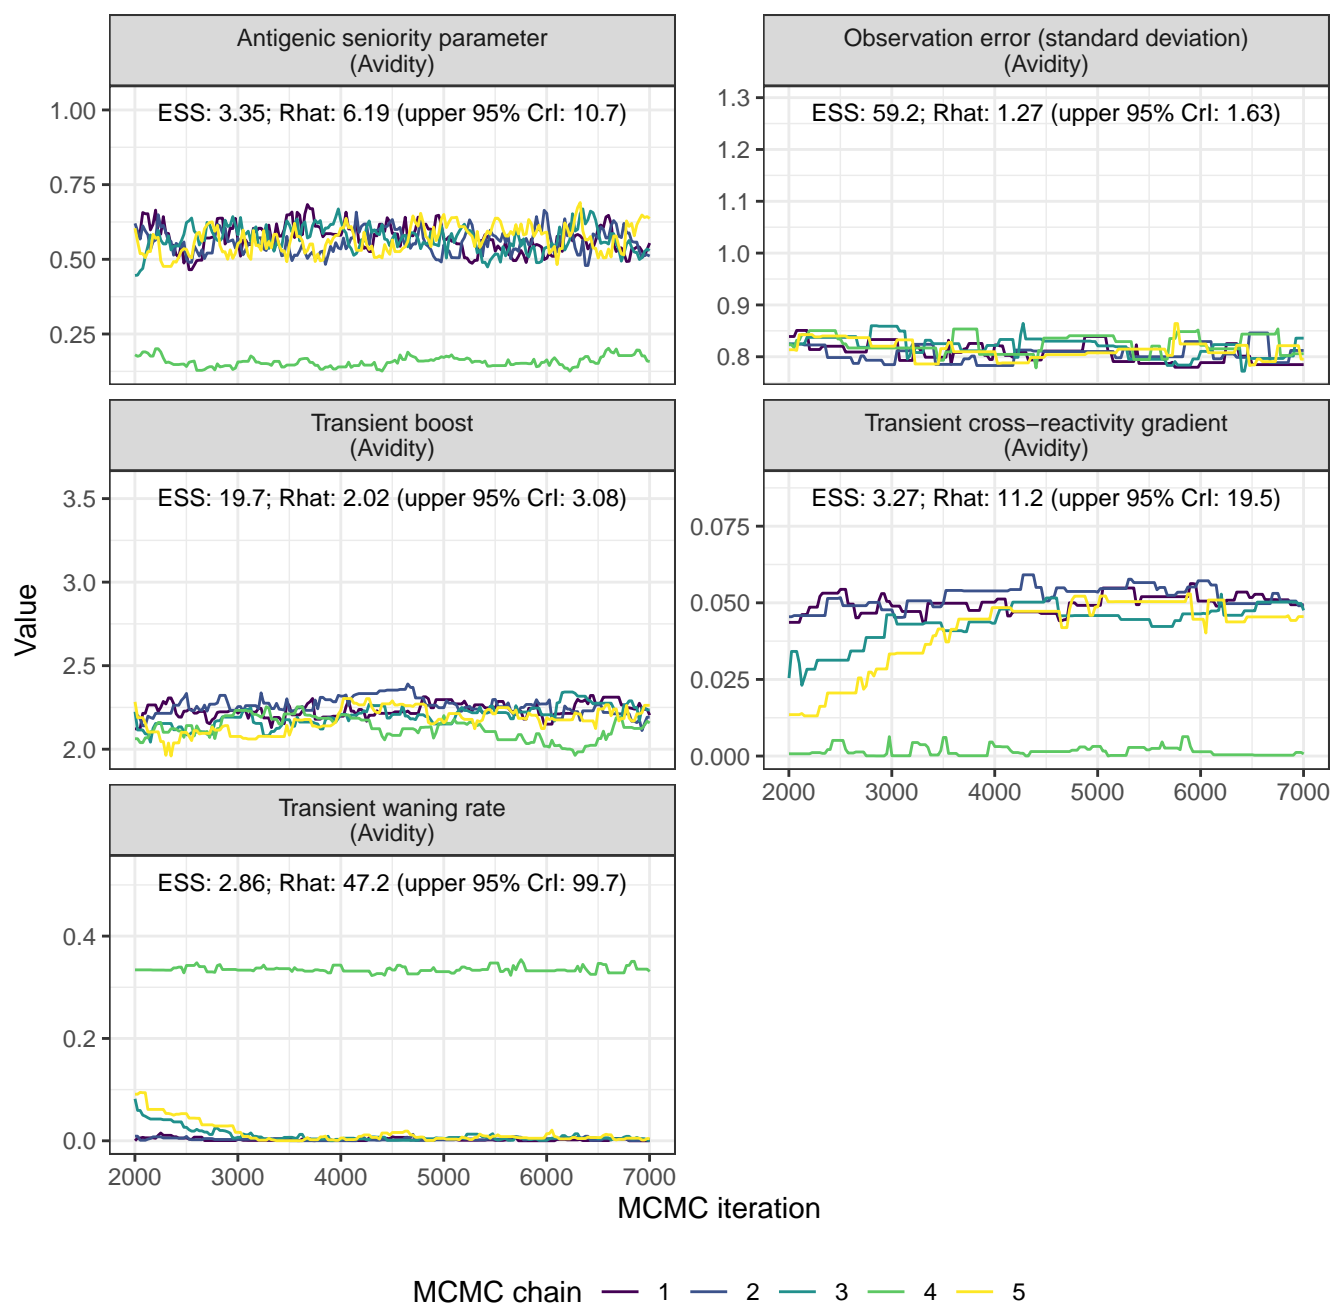 Antigenic seniority parameter
(Avidity)
ESS: 3.35; Rhat: 6.19 (upper 95% CrI: 10.7)
1.00
0.75
0.50
0.25
Observation error (standard deviation)
(Avidity)
ESS: 59.2; Rhat: 1.27 (upper 95% CrI: 1.63)
1.3
1.2
1.1
1.0
0.9
0.8
Transient boost
(Avidity)
ESS: 19.7; Rhat: 2.02 (upper 95% CrI: 3.08)
3.5
3.0
2.5
2.0
Transient cross−reactivity gradient
(Avidity)
ESS: 3.27; Rhat: 11.2 (upper 95% CrI: 19.5)
0.075
0.050
0.025
0.000
2000 3000 4000 5000 6000 7000
Transient waning rate
(Avidity)
ESS: 2.86; Rhat: 47.2 (upper 95% CrI: 99.7)
0.4
0.2
0.0
2000 3000 4000 5000 6000 7000
Value
MCMC iteration
MCMC chain 1 2 3 4 5